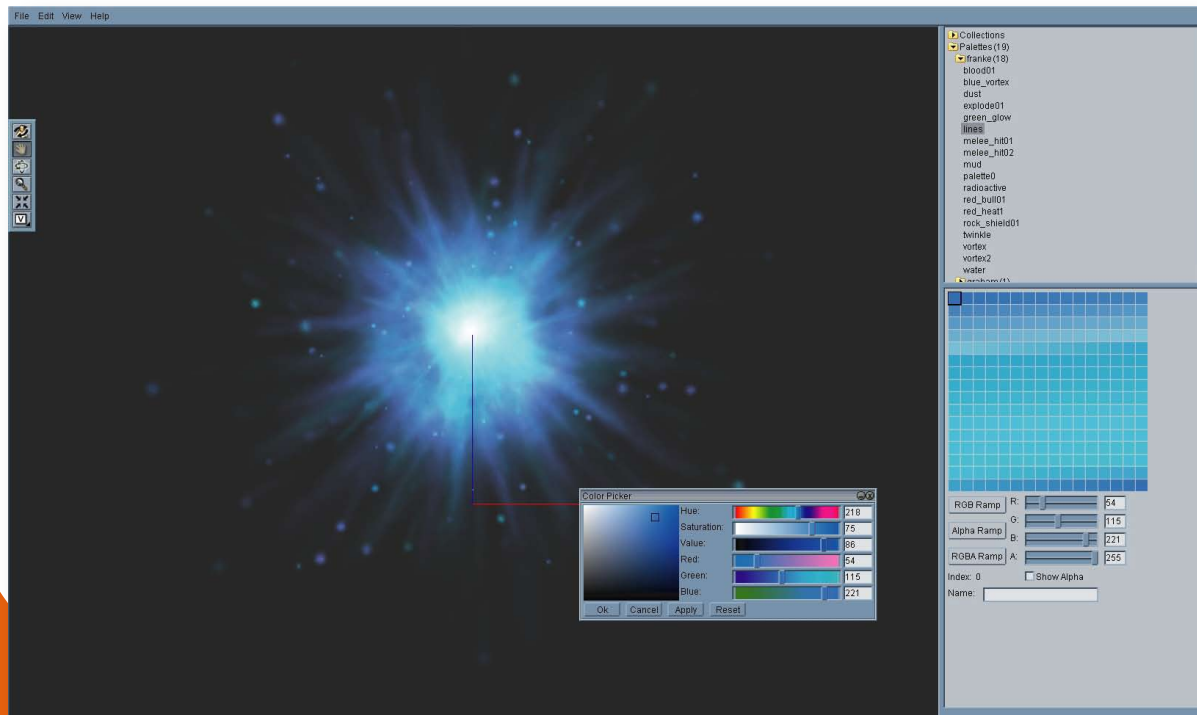 File Edit View Help
Collections
Palettes (19)
franke (18)
blood01
blue_vortex
dust
explode01
green_glow
lines
melee_hit01
melee_hit02
mud
palette0
radioactive
red_bull01
red_heat1
rock_shield01
twinkle
vortex
vortex2
water
graham (1)
V
Color Picker
Hue: 218
Saturation: 75
Value: 86
Red: 54
Green: 115
Blue: 221
Ok Cancel Apply Reset
RGB Ramp R: 54
G: 115
Alpha Ramp
B: 221
RGBA Ramp A: 255
Index: 0 Show Alpha
Name: